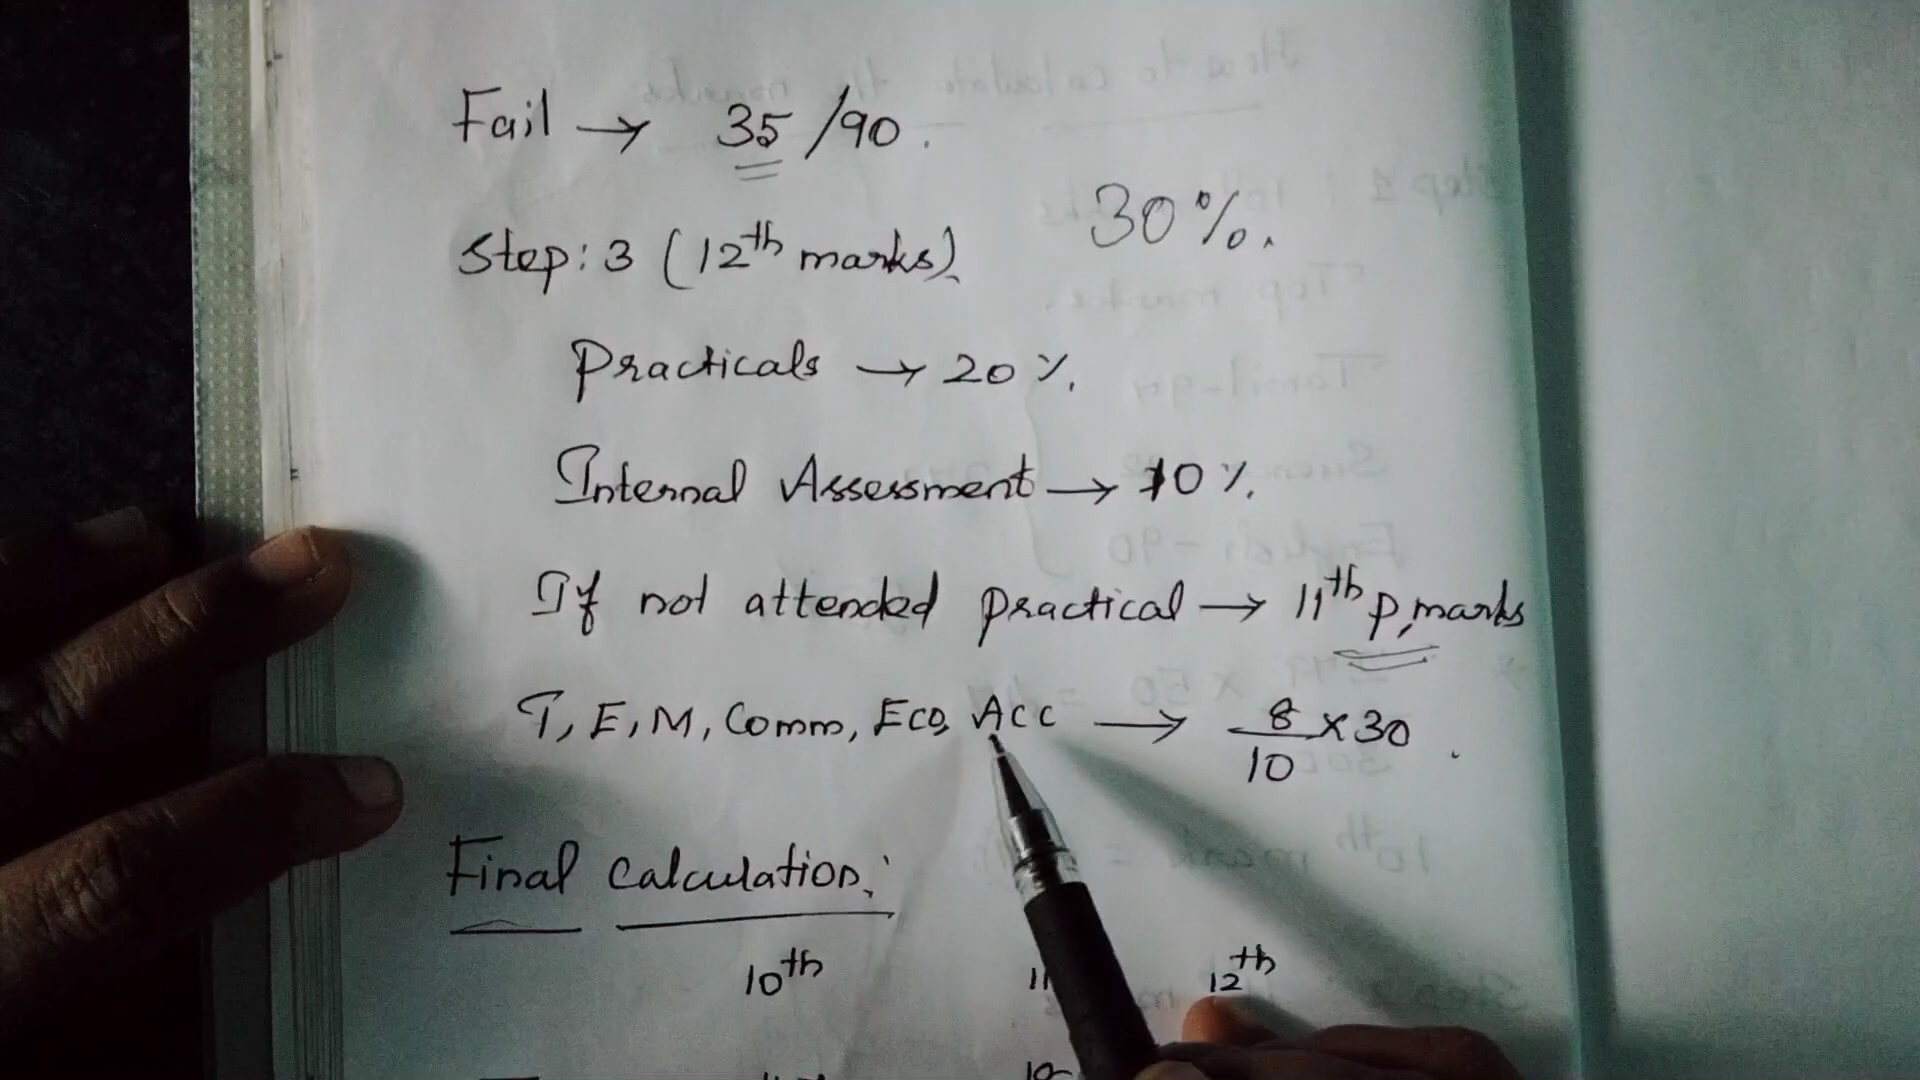 Fail → 35/90.
30%.
Step: 3 (12th marks)
Practicals → 20%.
Internal Assessment → 10%.
If not attended practical → 11th p, marks
T, E, M, Comm, Eco, Acc → 8/10 × 30.
Final calculation:
10th 11 12th